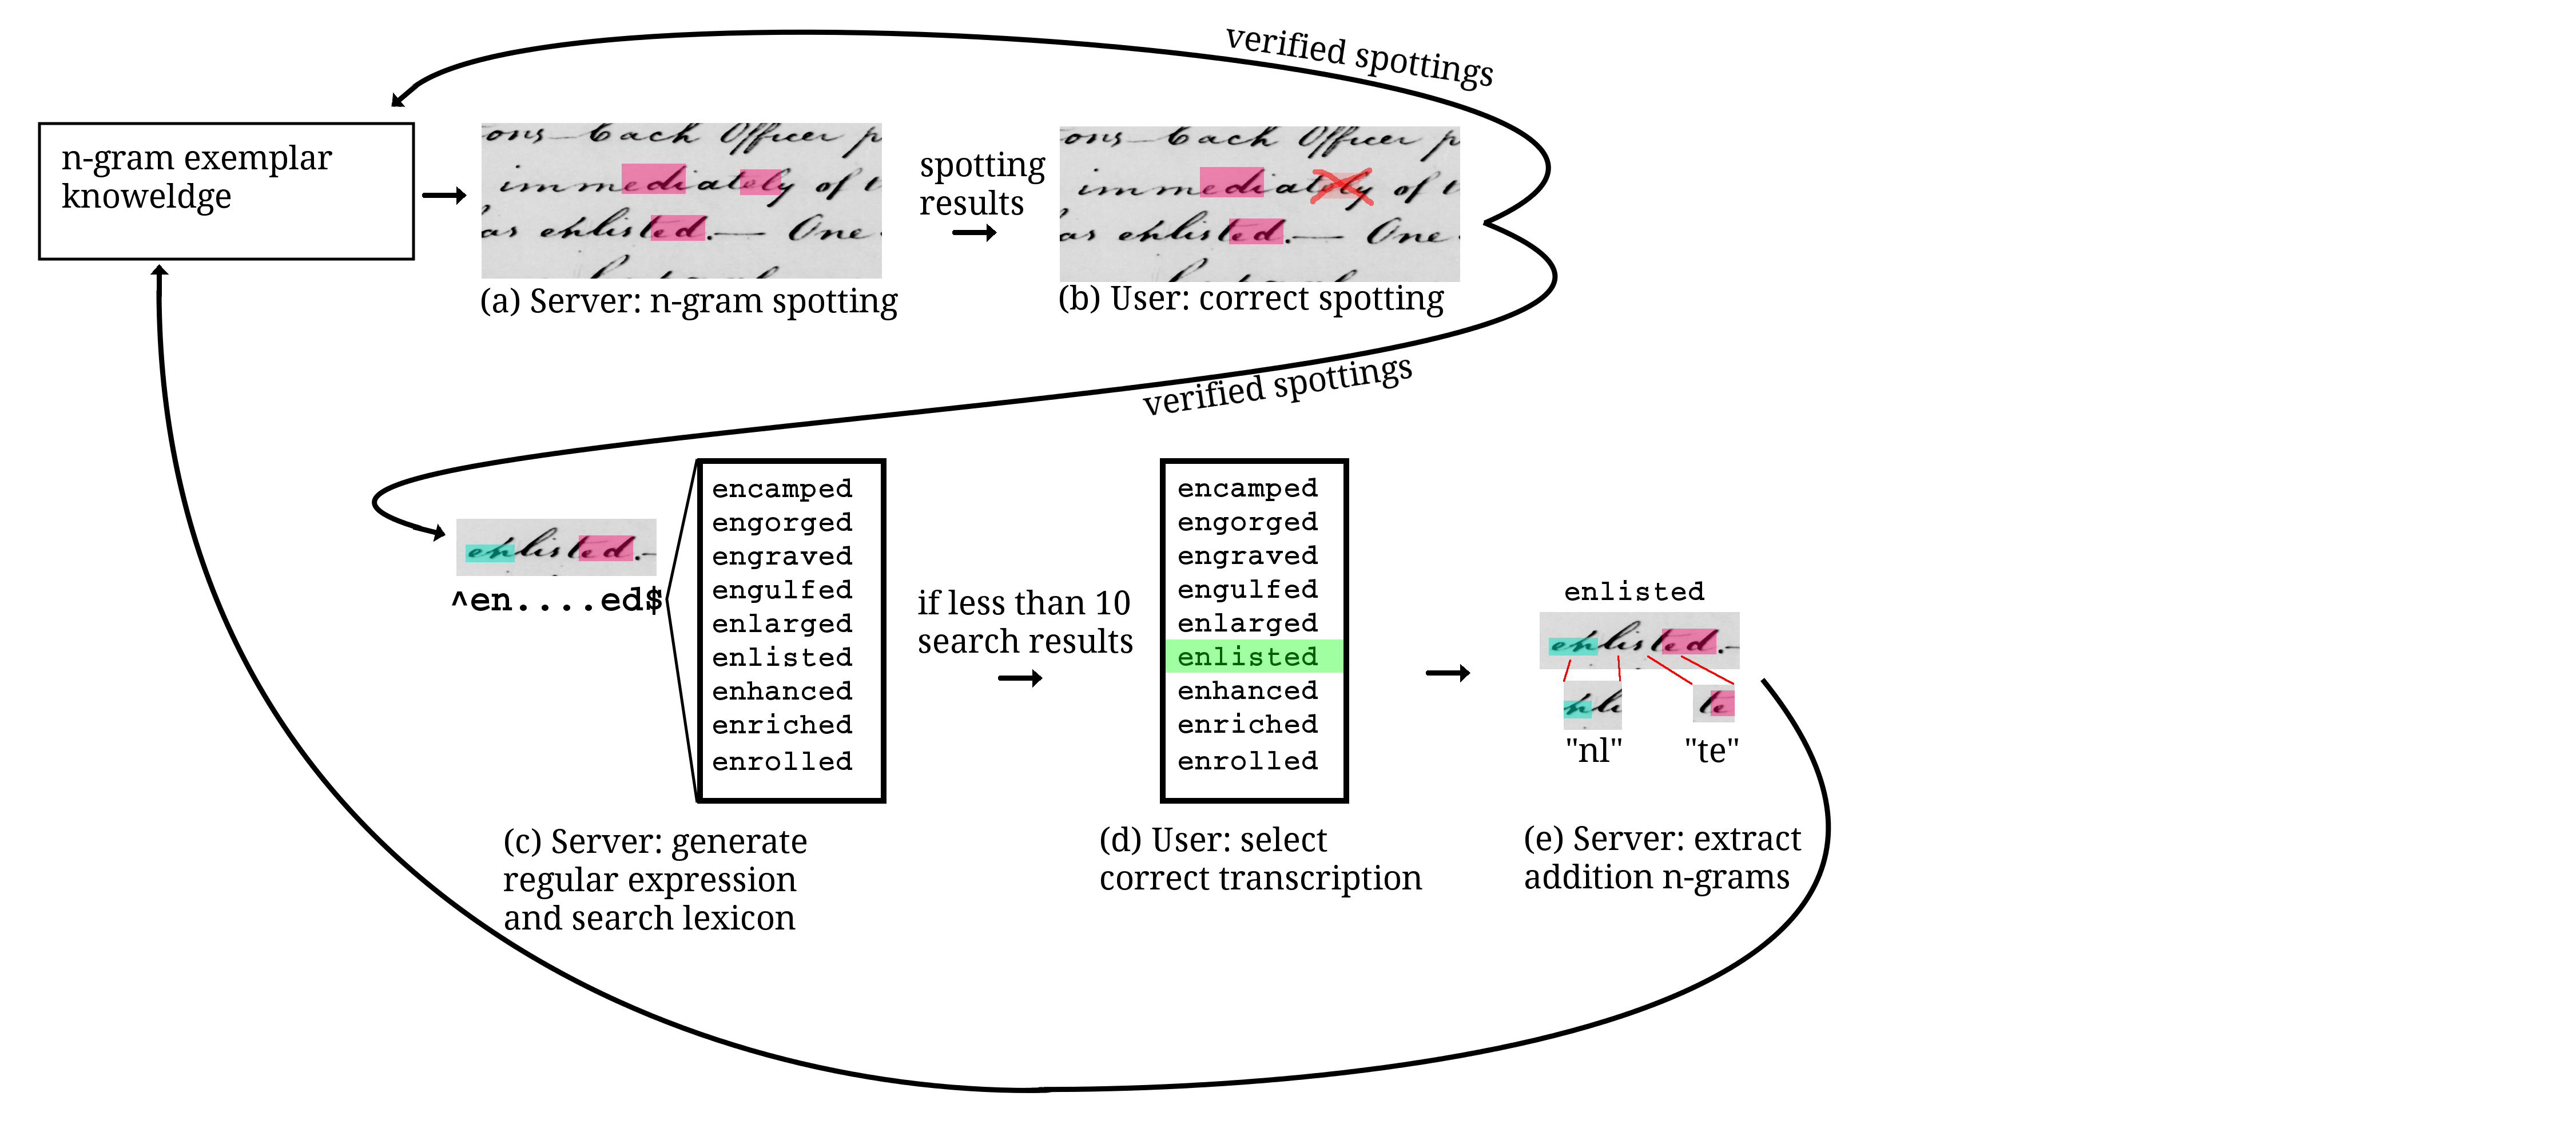 verified spottings
n-gram exemplar
knoweldge
ons—Each Officer p
immediately of t
as enlisted.— One
(a) Server: n-gram spotting
spotting
results
ons—Each Officer p
immediately of t
as enlisted.— One
(b) User: correct spotting
verified spottings
enlisted.—
^en....ed$
encamped
engorged
engraved
engulfed
enlarged
enlisted
enhanced
enriched
enrolled
(c) Server: generate
regular expression
and search lexicon
if less than 10
search results
encamped
engorged
engraved
engulfed
enlarged
enlisted
enhanced
enriched
enrolled
(d) User: select
correct transcription
enlisted
enlisted.—
nli
te
"nl"
"te"
(e) Server: extract
addition n-grams